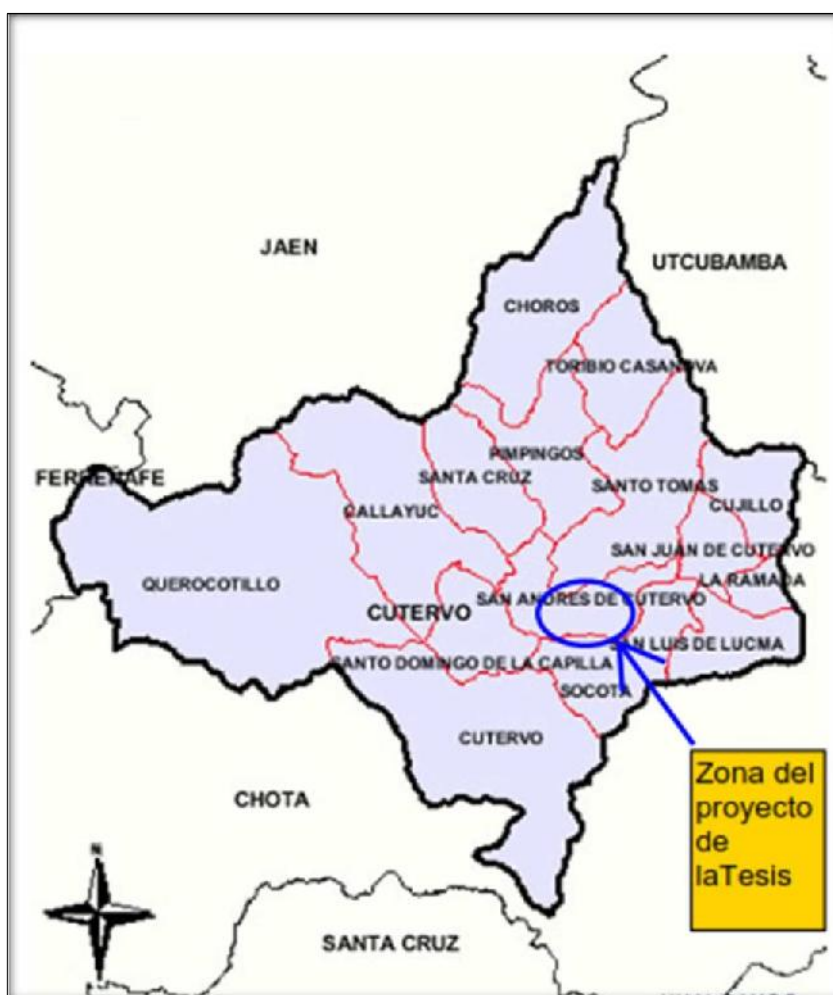 JAEN
UTCUBAMBA
CHOROS
TORIBIO CASANOVA
PIMPINGOS
SANTA CRUZ
FERREÑAFE
SANTO TOMAS
CUJILLO
CALLAYUC
SAN JUAN DE CUTERVO
LA RAMADA
QUEROCOTILLO
SAN ANDRES DE CUTERVO
CUTERVO
SAN LUIS DE LUCMA
SANTO DOMINGO DE LA CAPILLA
SOCOTA
CUTERVO
Zona del
proyecto
de
laTesis
CHOTA
N
SANTA CRUZ